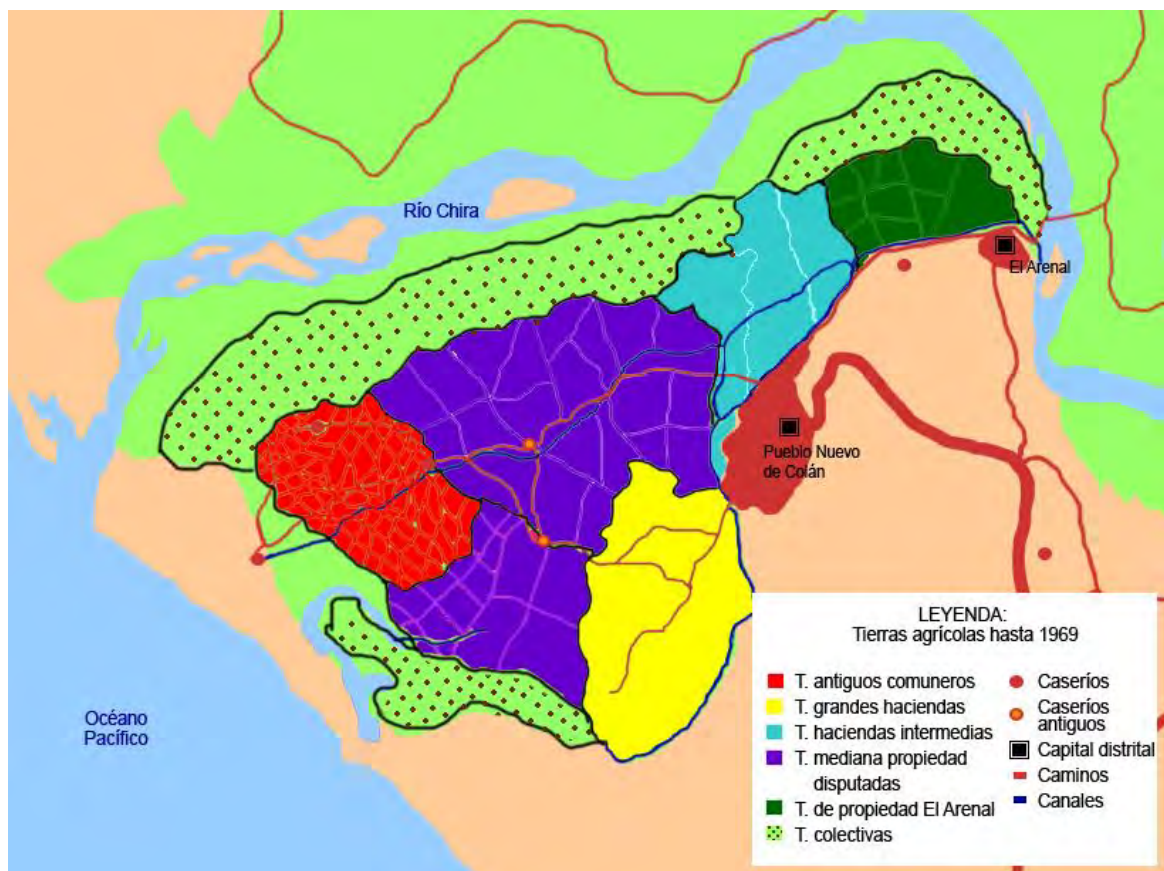 Río Chira
El Arenal
Pueblo Nuevo
de Colán
Océano
Pacífico
LEYENDA:
Tierras agrícolas hasta 1969
T. antiguos comuneros
T. grandes haciendas
T. haciendas intermedias
T. mediana propiedad
disputadas
T. de propiedad El Arenal
T. colectivas
Caseríos
Caseríos
antiguos
Capital distrital
Caminos
Canales